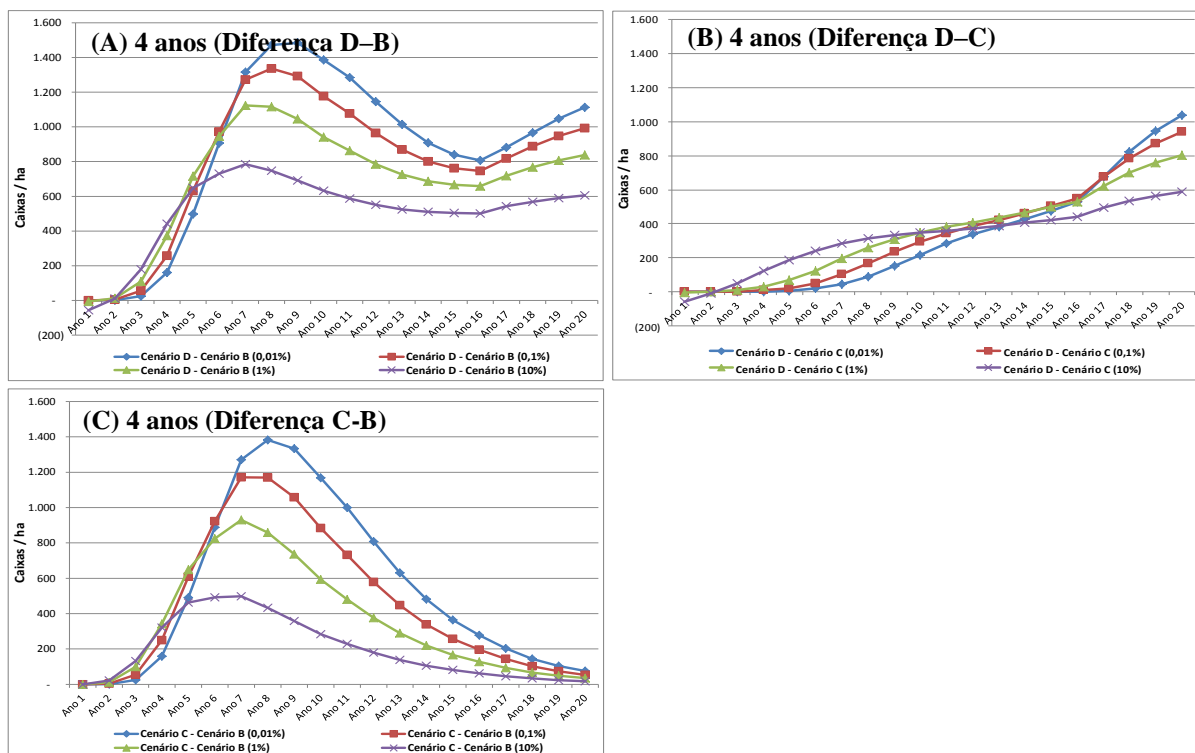 (A) 4 anos (Diferença D–B)
Caixas / ha
1.600
1.400
1.200
1.000
800
600
400
200
-
(200)
Ano 1
Ano 2
Ano 3
Ano 4
Ano 5
Ano 6
Ano 7
Ano 8
Ano 9
Ano 10
Ano 11
Ano 12
Ano 13
Ano 14
Ano 15
Ano 16
Ano 17
Ano 18
Ano 19
Ano 20
Cenário D - Cenário B (0,01%)
Cenário D - Cenário B (0,1%)
Cenário D - Cenário B (1%)
Cenário D - Cenário B (10%)
(B) 4 anos (Diferença D–C)
Caixas / ha
1.600
1.400
1.200
1.000
800
600
400
200
-
(200)
Ano 1
Ano 2
Ano 3
Ano 4
Ano 5
Ano 6
Ano 7
Ano 8
Ano 9
Ano 10
Ano 11
Ano 12
Ano 13
Ano 14
Ano 15
Ano 16
Ano 17
Ano 18
Ano 19
Ano 20
Cenário D - Cenário C (0,01%)
Cenário D - Cenário C (0,1%)
Cenário D - Cenário C (1%)
Cenário D - Cenário C (10%)
(C) 4 anos (Diferença C-B)
Caixas / ha
1.600
1.400
1.200
1.000
800
600
400
200
-
Ano 1
Ano 2
Ano 3
Ano 4
Ano 5
Ano 6
Ano 7
Ano 8
Ano 9
Ano 10
Ano 11
Ano 12
Ano 13
Ano 14
Ano 15
Ano 16
Ano 17
Ano 18
Ano 19
Ano 20
Cenário C - Cenário B (0,01%)
Cenário C - Cenário B (0,1%)
Cenário C - Cenário B (1%)
Cenário C - Cenário B (10%)